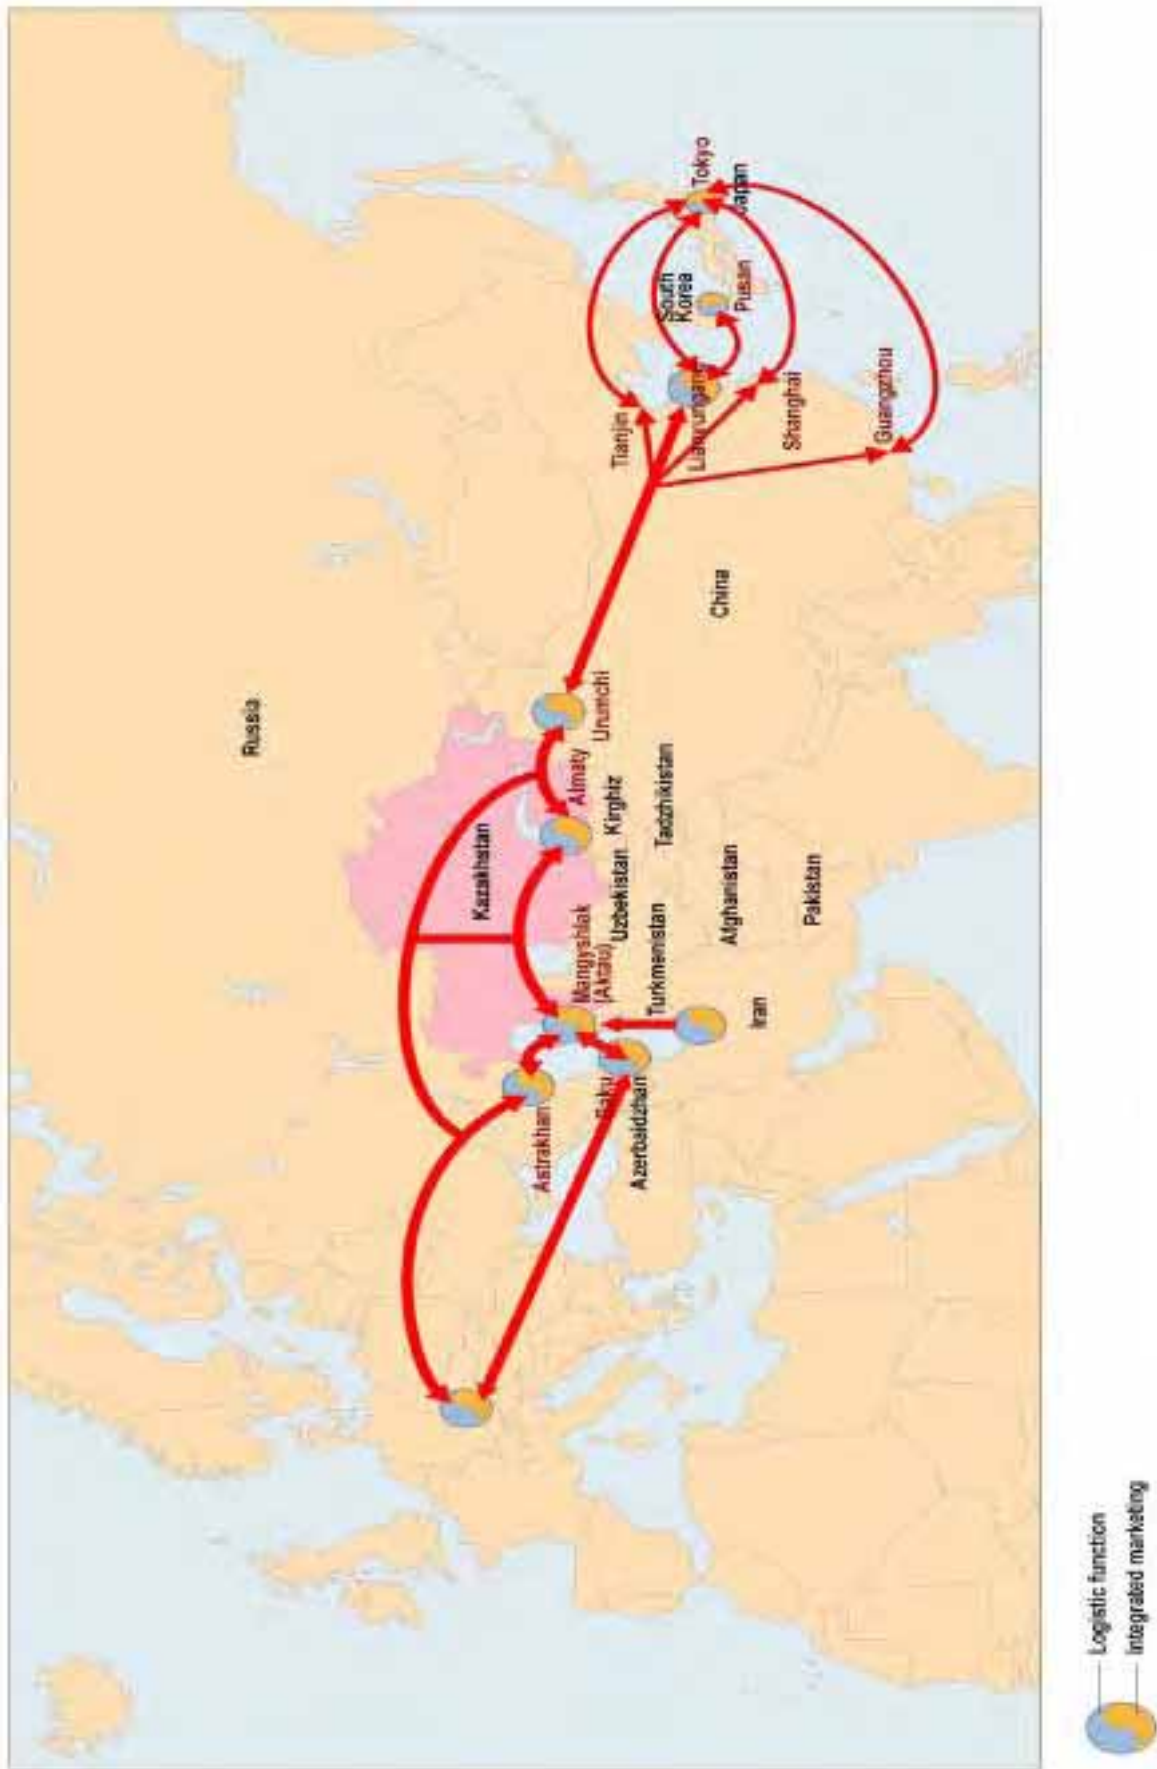 Russia
Kazakhstan
Astrakhan
Baku
Azerbaidzhan
Mangyshlak
(Aktau)
Turkmenistan
Iran
Uzbekistan
Afghanistan
Pakistan
Almaty
Kirghiz
Tadzhikistan
Urumchi
China
Tianjin
Lianyungang
Shanghai
Guangzhou
South
Korea
Pusan
Tokyo
Japan
Logistic function
Integrated marketing